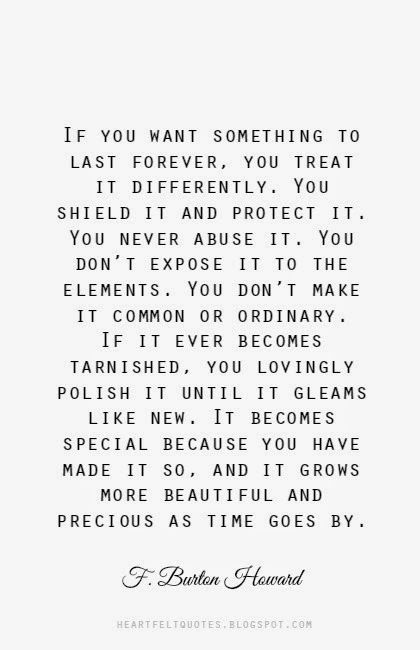 If you want something to
last forever, you treat
it differently. You
shield it and protect it.
You never abuse it. You
don't expose it to the
elements. You don't make
it common or ordinary.
If it ever becomes
tarnished, you lovingly
polish it until it gleams
like new. It becomes
special because you have
made it so, and it grows
more beautiful and
precious as time goes by.
F. Burton Howard
HEARTFELTQUOTES.BLOGSPOT.COM